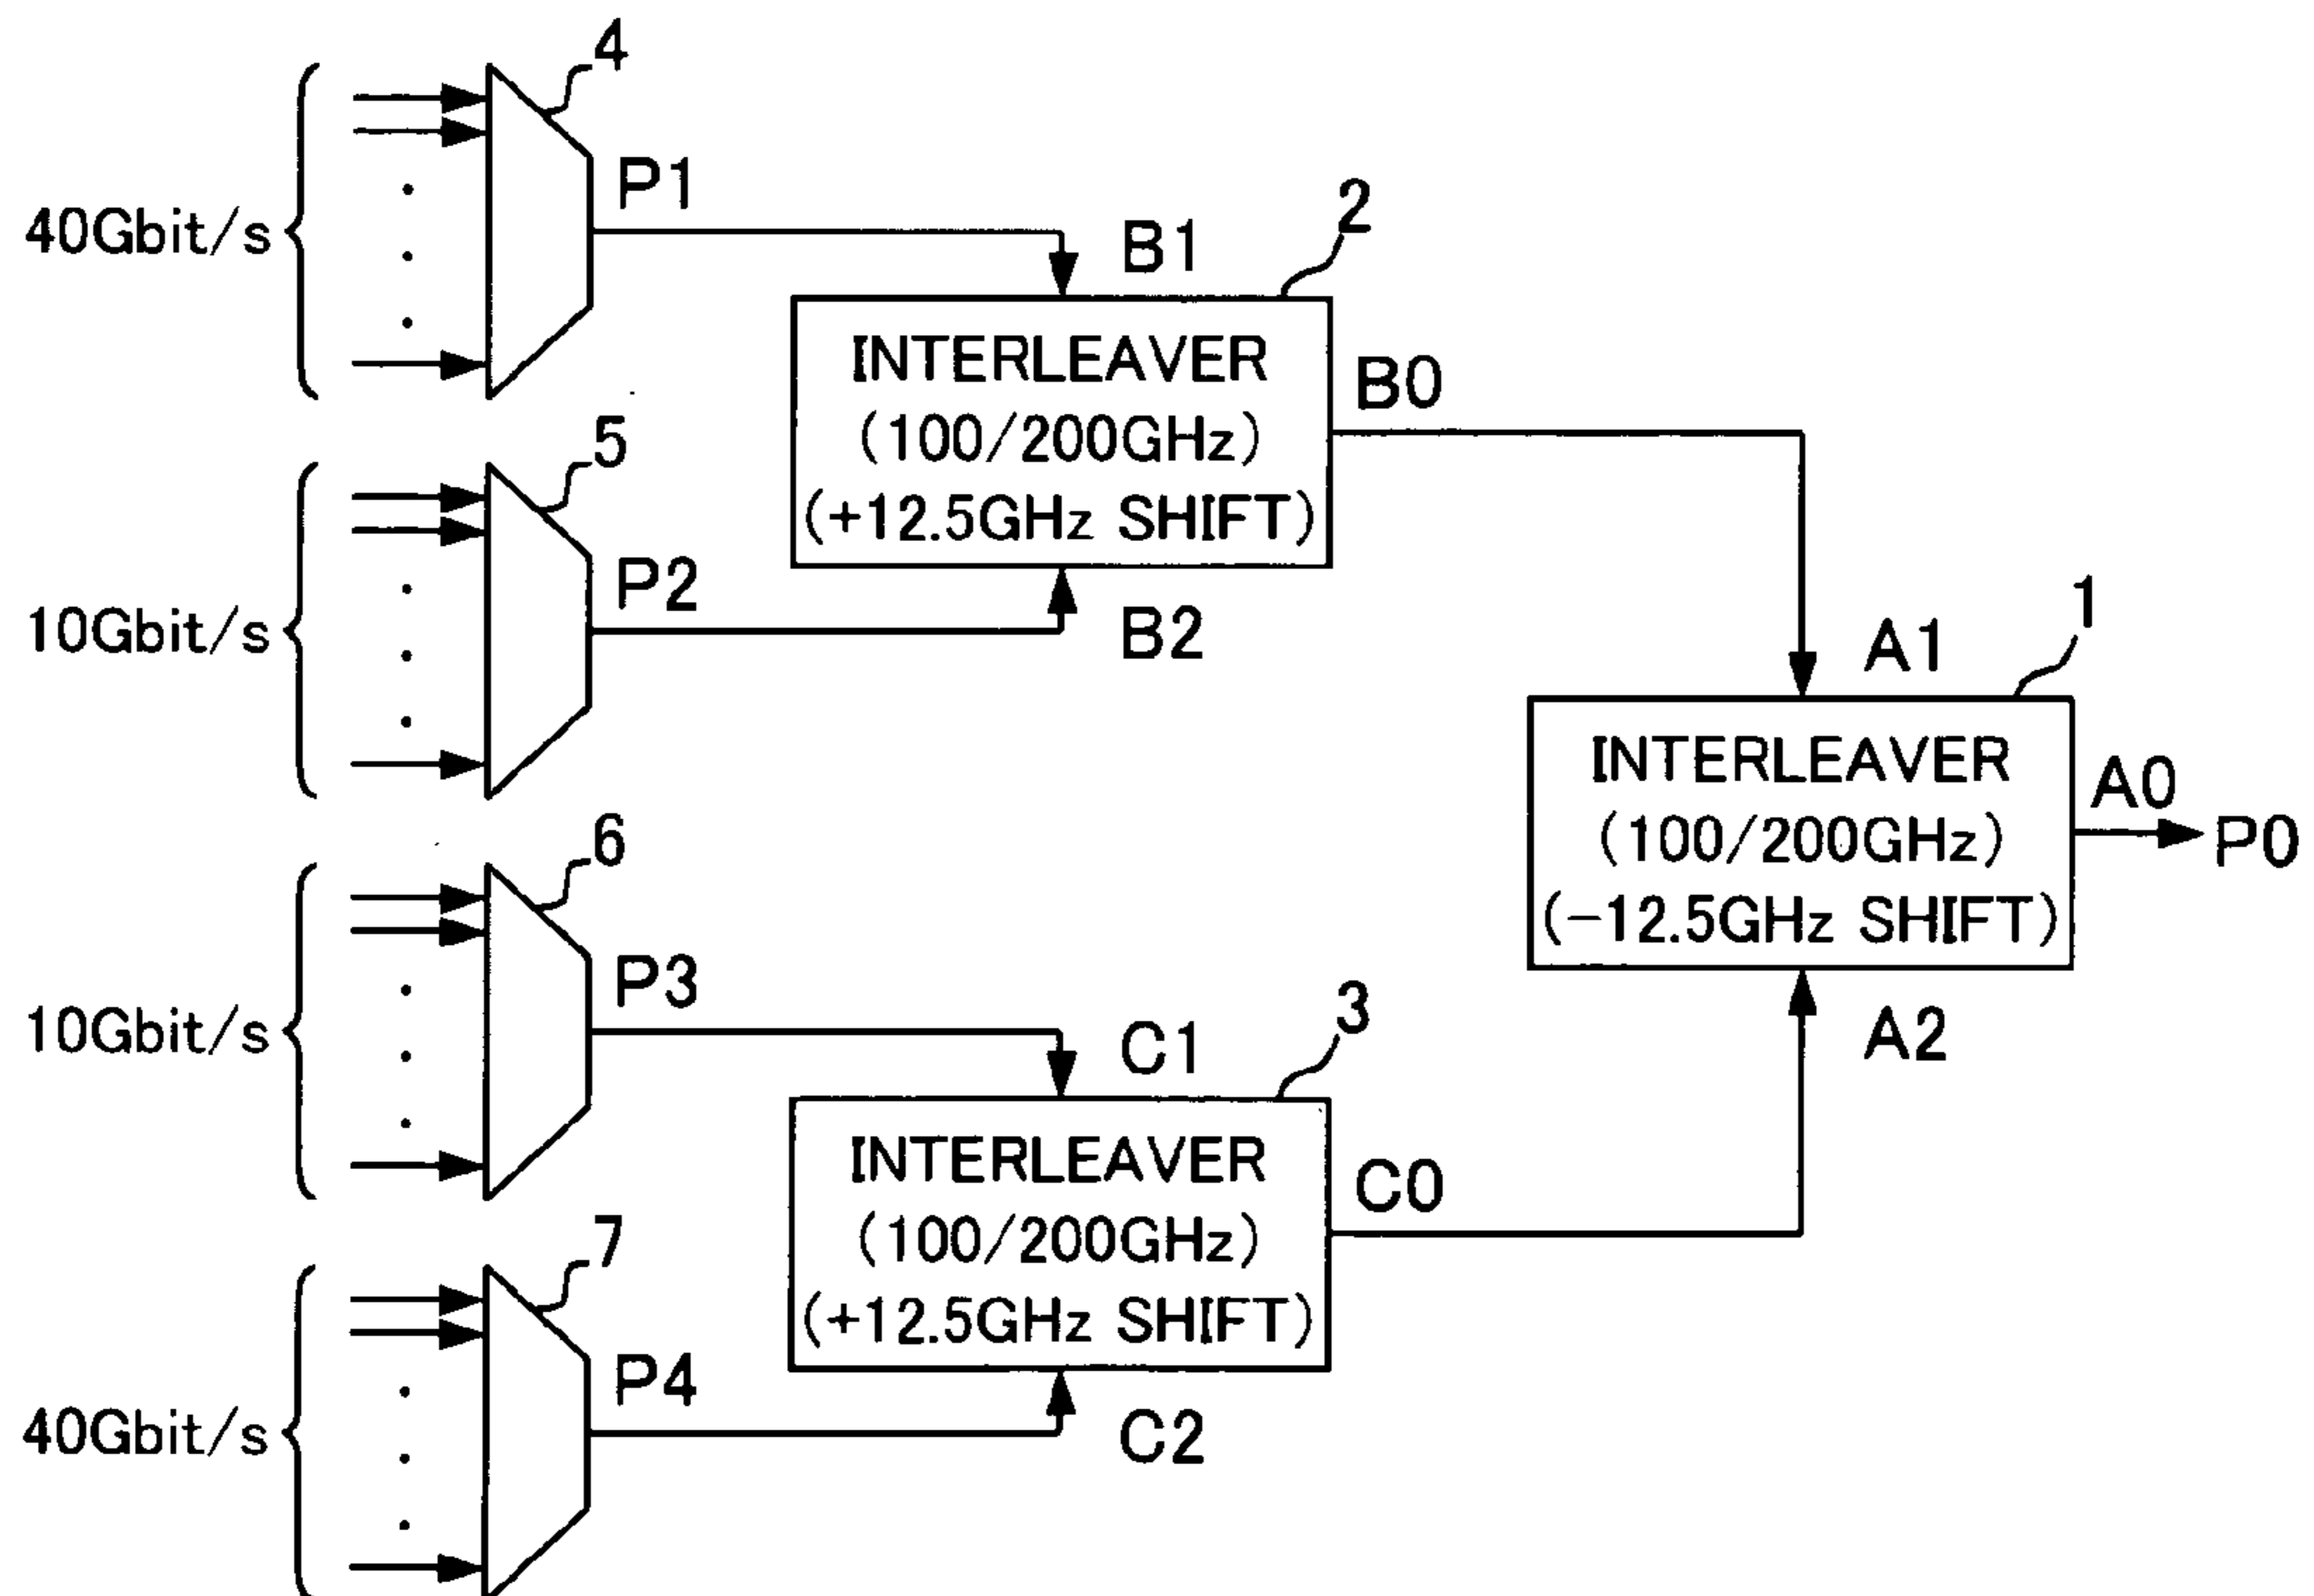 4
40Gbit/s
P1
B1
2
INTERLEAVER
(100/200GHz)
(+12.5GHz SHIFT)
B0
5
10Gbit/s
P2
B2
1
A1
INTERLEAVER
(100/200GHz)
(−12.5GHz SHIFT)
A0
P0
A2
6
10Gbit/s
P3
C1
3
INTERLEAVER
(100/200GHz)
(+12.5GHz SHIFT)
C0
7
40Gbit/s
P4
C2